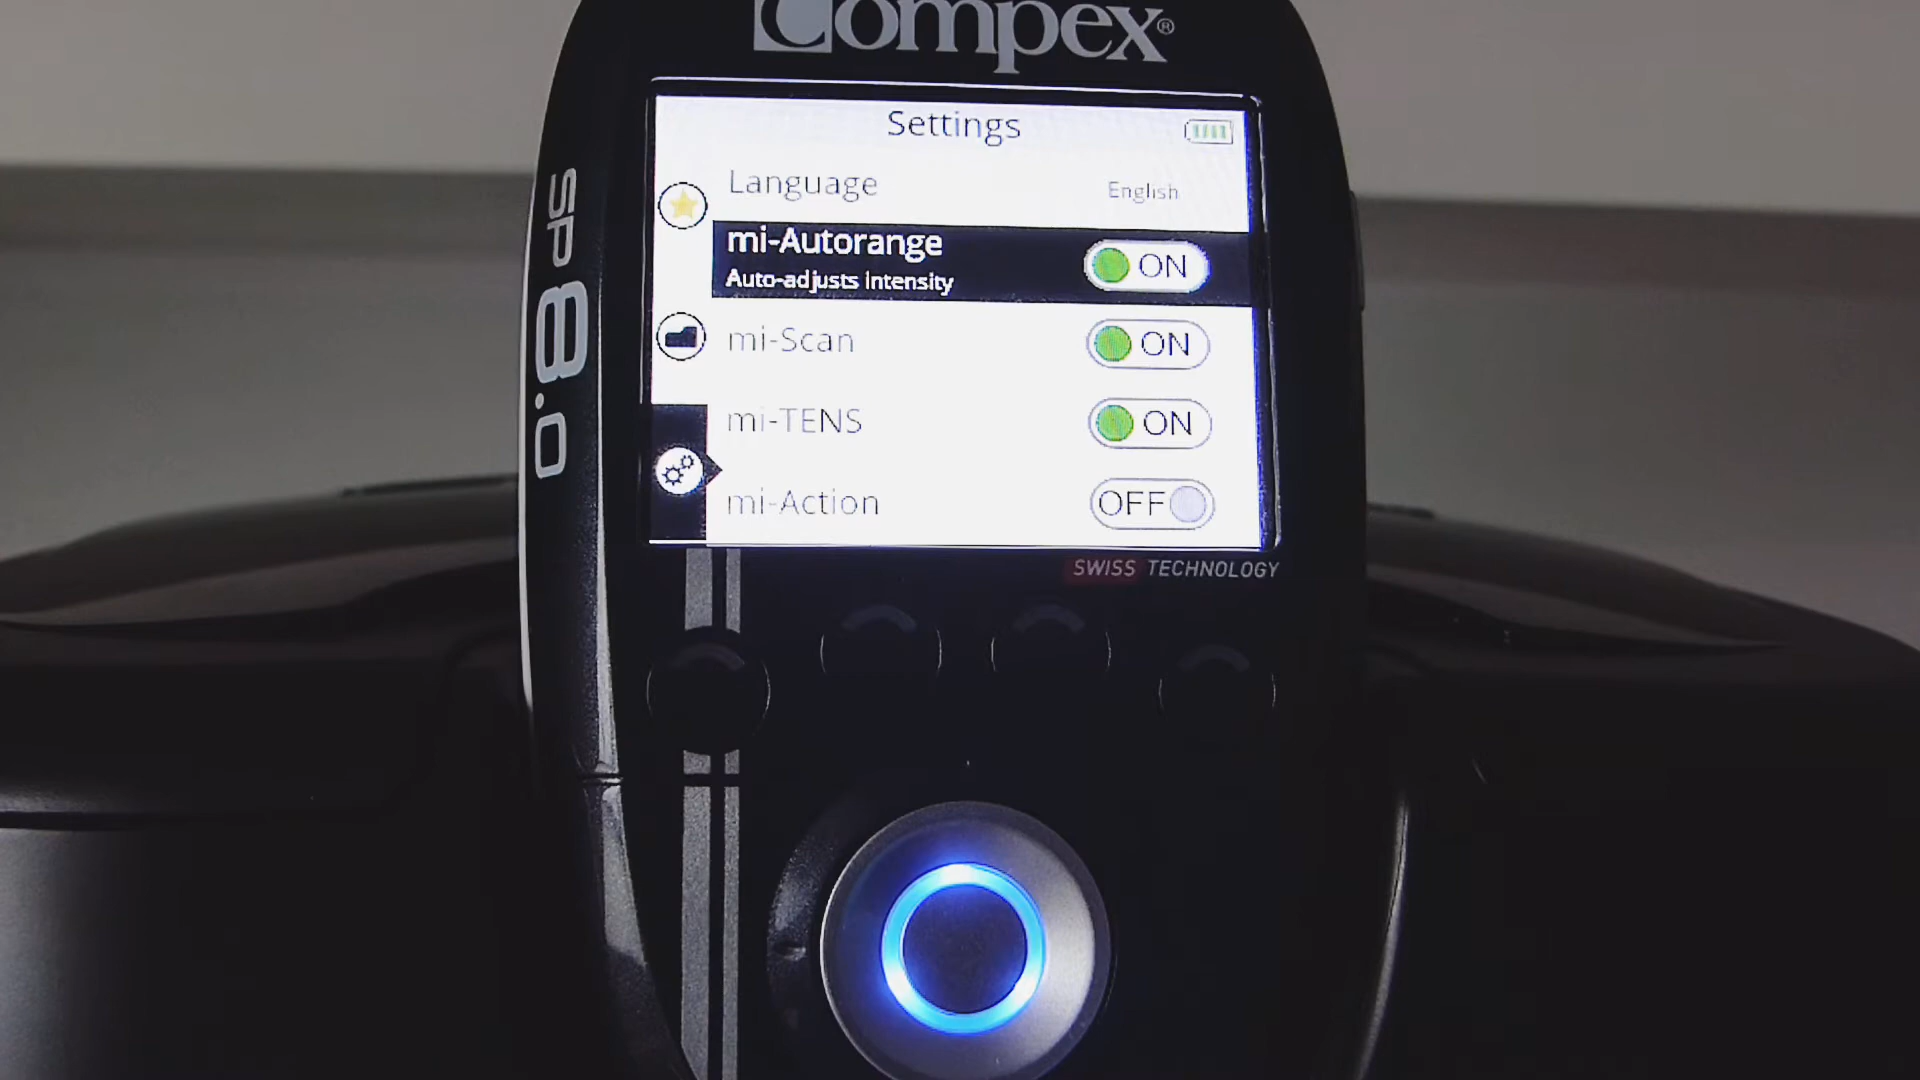 Compex®
Settings
Language English
mi-Autorange ON
Auto-adjusts intensity
mi-Scan ON
mi-TENS ON
mi-Action OFF
SWISS TECHNOLOGY
SP 8.0